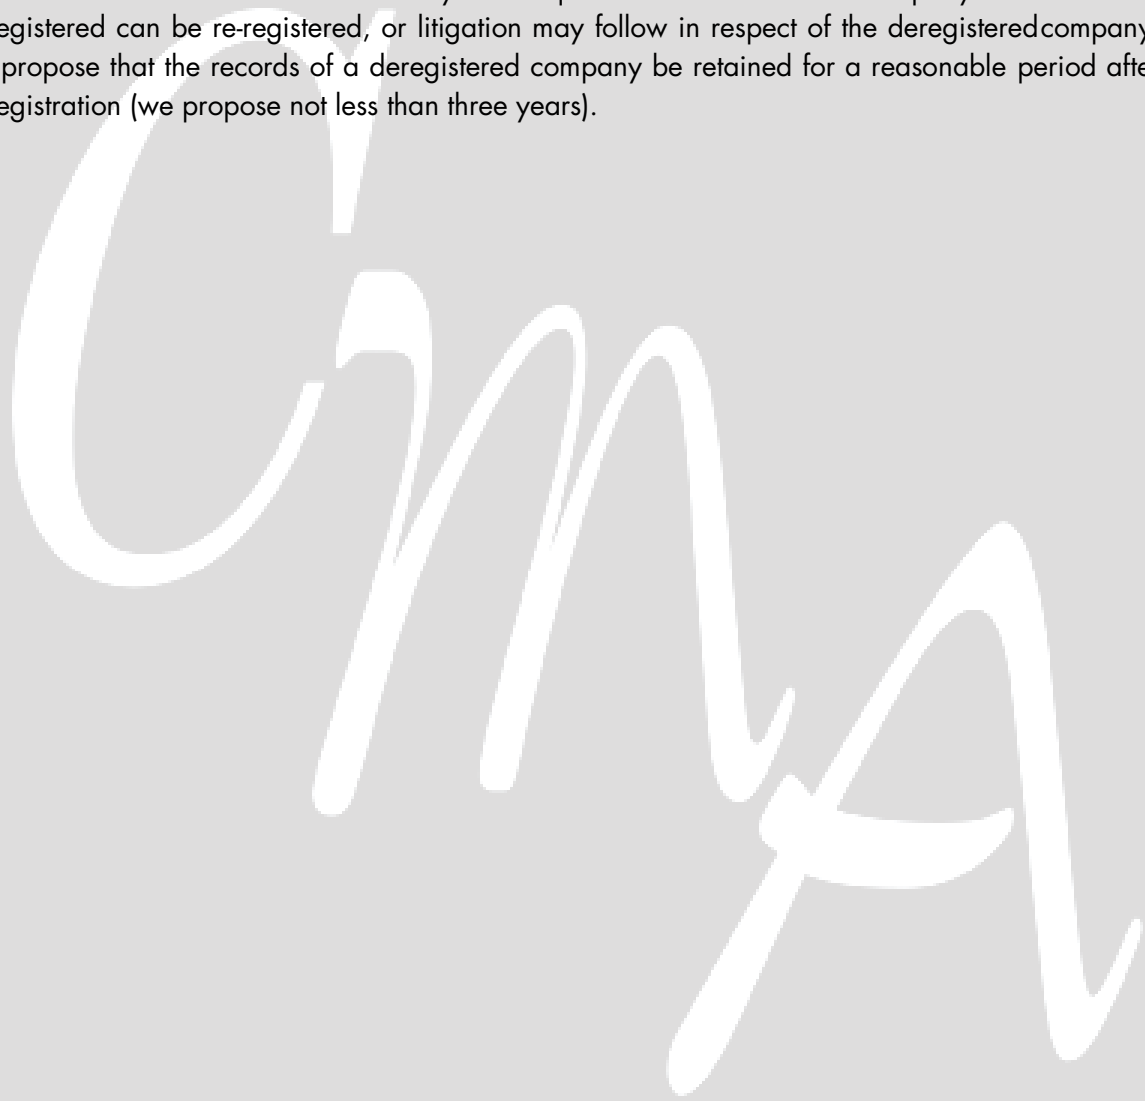 egistered can be re-registered, or litigation may follow in respect of the deregisteredcompany
propose that the records of a deregistered company be retained for a reasonable period afte
egistration (we propose not less than three years).
CMA